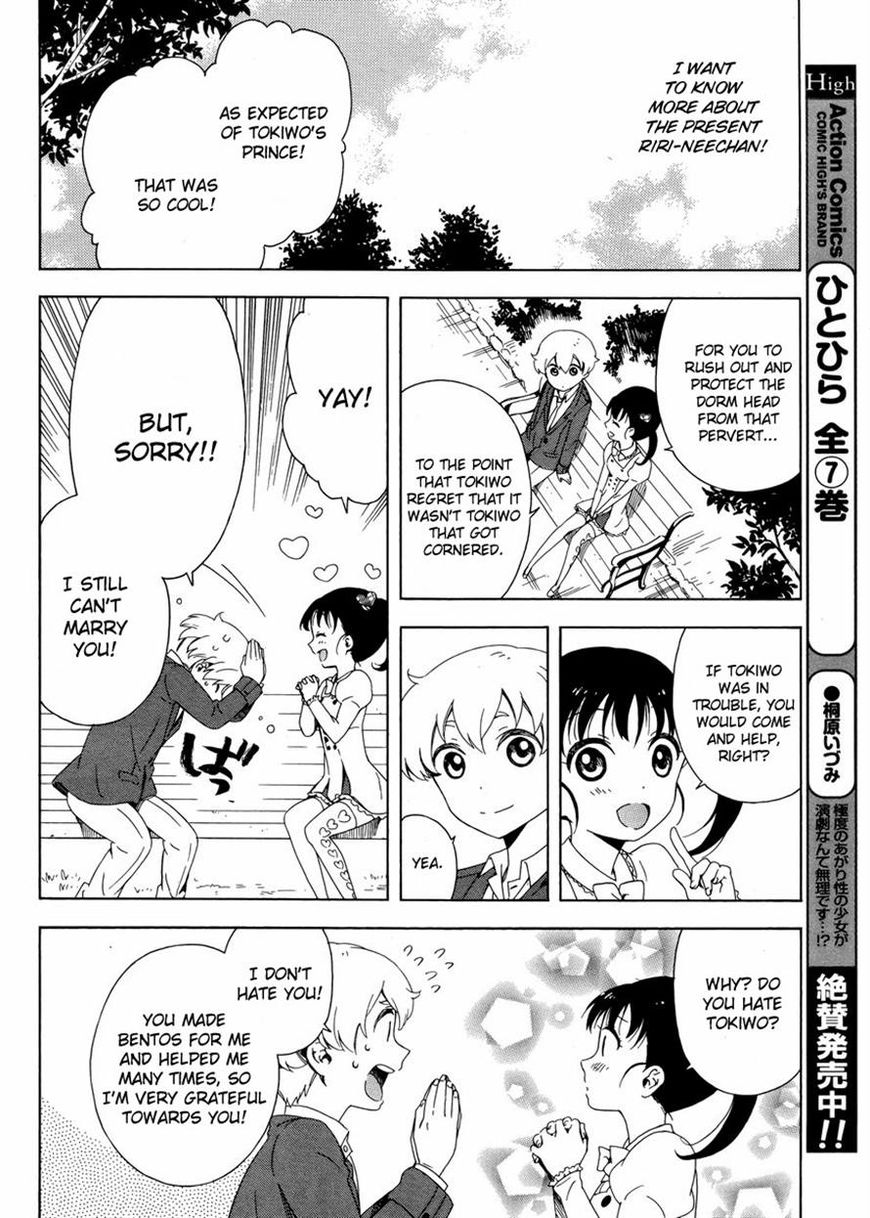 I WANT
TO KNOW
MORE ABOUT
THE PRESENT
RIRI-NEECHAN!
AS EXPECTED
OF TOKIWO'S
PRINCE!
THAT WAS
SO COOL!
FOR YOU TO
RUSH OUT AND
PROTECT THE
DORM HEAD
FROM THAT
PERVERT...
TO THE POINT
THAT TOKIWO
REGRET THAT IT
WASN'T TOKIWO
THAT GOT
CORNERED.
IF TOKIWO
WAS IN
TROUBLE, YOU
WOULD COME
AND HELP,
RIGHT?
YEA.
YAY!
BUT,
SORRY!!
I STILL
CAN'T
MARRY
YOU!
ばっ
WHY? DO
YOU HATE
TOKIWO?
I DON'T
HATE YOU!
YOU MADE
BENTOS FOR ME
AND HELPED ME
MANY TIMES, SO
I'M VERY GRATEFUL
TOWARDS YOU!
High
Action Comics
COMIC HIGH'S BRAND
ひとひら 全⑦巻
●桐原いづみ
極度のあがり性の少女が
演劇なんて無理です…!?
絶賛発売中!!